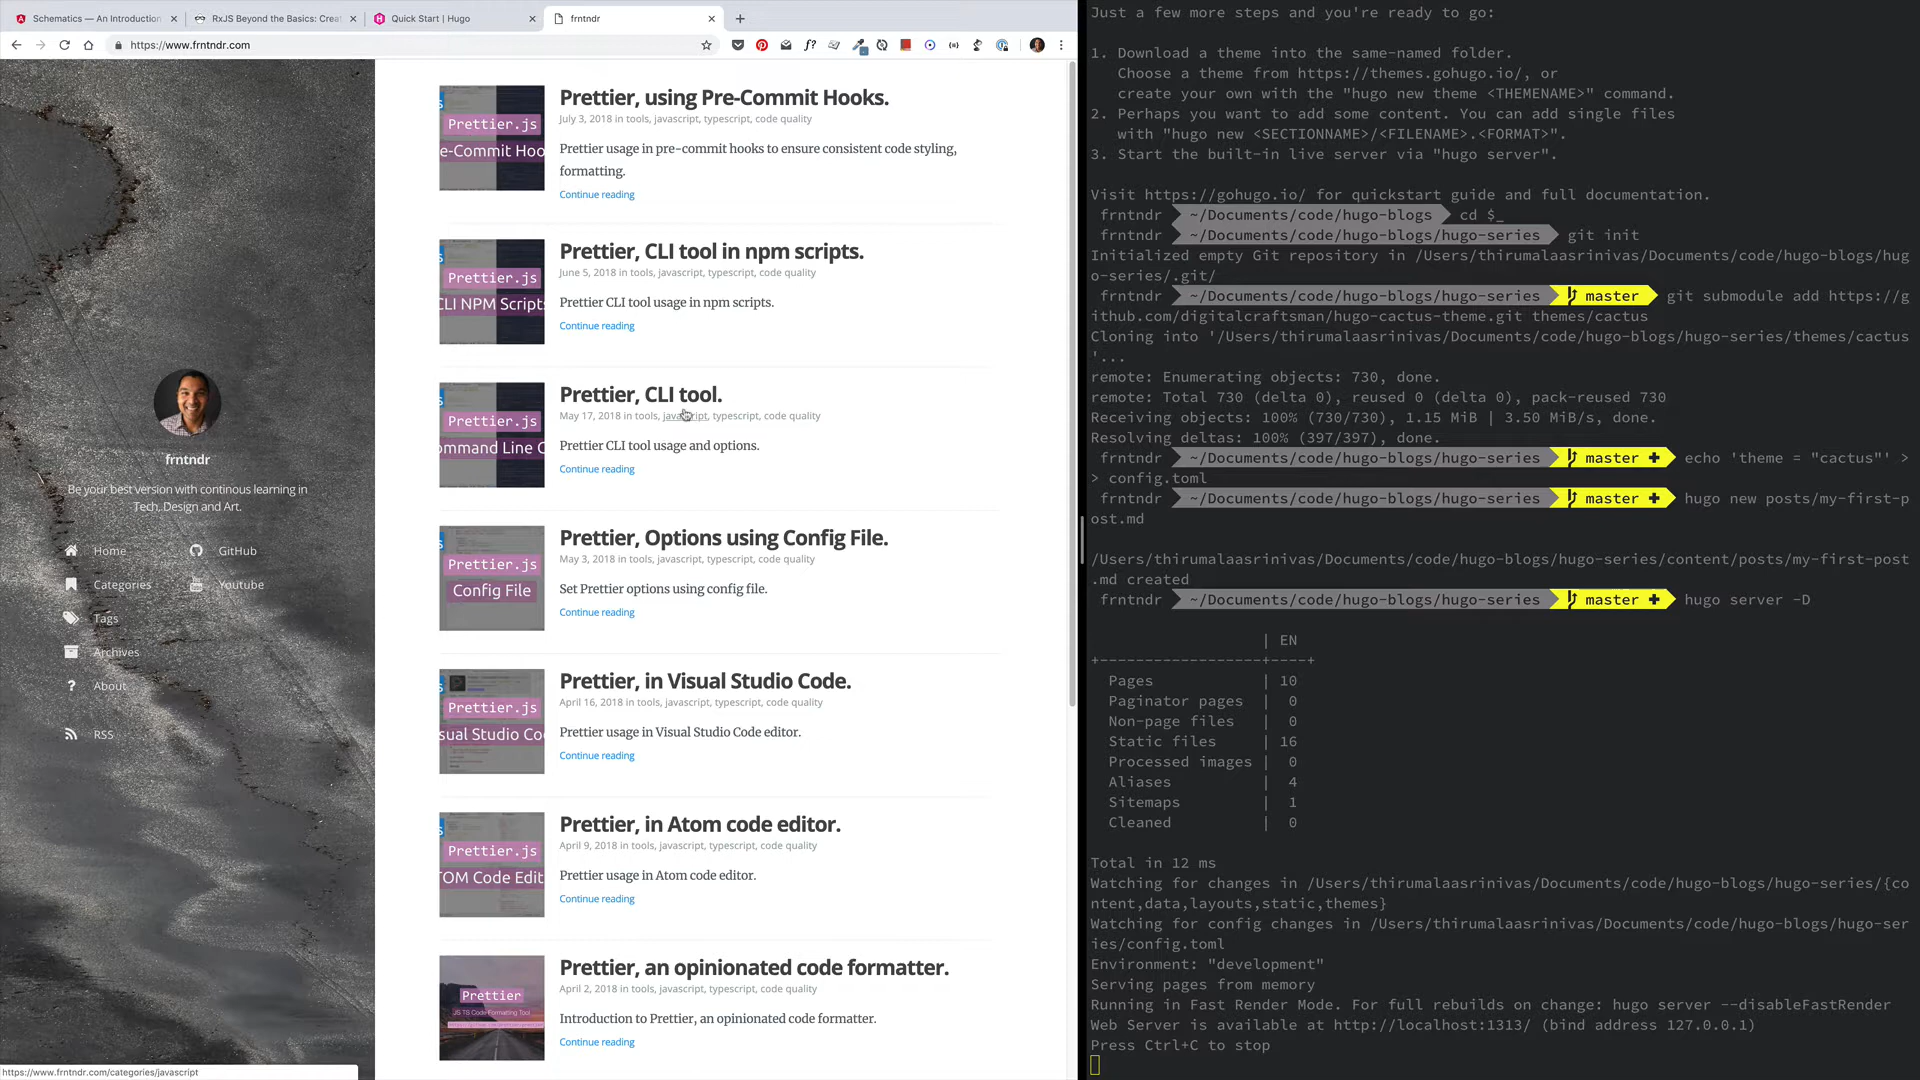 Schematics — An Introduction
RxJS Beyond the Basics: Crea
Quick Start | Hugo
frntndr
https://www.frntndr.com
frntndr
Be your best version with continous learning in
Tech, Design and Art.
Home
GitHub
Categories
Youtube
Tags
Archives
About
RSS
https://www.frntndr.com/categories/javascript
Prettier.js
e-Commit Hoo
Prettier, using Pre-Commit Hooks.
July 3, 2018 in tools, javascript, typescript, code quality
Prettier usage in pre-commit hooks to ensure consistent code styling,
formatting.
Continue reading
Prettier.js
CLI NPM Scripts
Prettier, CLI tool in npm scripts.
June 5, 2018 in tools, javascript, typescript, code quality
Prettier CLI tool usage in npm scripts.
Continue reading
Prettier.js
ommand Line C
Prettier, CLI tool.
May 17, 2018 in tools, javascript, typescript, code quality
Prettier CLI tool usage and options.
Continue reading
Prettier.js
Config File
Prettier, Options using Config File.
May 3, 2018 in tools, javascript, typescript, code quality
Set Prettier options using config file.
Continue reading
Prettier.js
sual Studio Co
Prettier, in Visual Studio Code.
April 16, 2018 in tools, javascript, typescript, code quality
Prettier usage in Visual Studio Code editor.
Continue reading
Prettier.js
TOM Code Edit
Prettier, in Atom code editor.
April 9, 2018 in tools, javascript, typescript, code quality
Prettier usage in Atom code editor.
Continue reading
Prettier
JS TS Code Formatting Tool
Prettier, an opinionated code formatter.
April 2, 2018 in tools, javascript, typescript, code quality
Introduction to Prettier, an opinionated code formatter.
Continue reading
Just a few more steps and you're ready to go:
1. Download a theme into the same-named folder.
Choose a theme from https://themes.gohugo.io/, or
create your own with the "hugo new theme <THEMENAME>" command.
2. Perhaps you want to add some content. You can add single files
with "hugo new <SECTIONNAME>/<FILENAME>.<FORMAT>".
3. Start the built-in live server via "hugo server".
Visit https://gohugo.io/ for quickstart guide and full documentation.
frntndr ~/Documents/code/hugo-blogs cd $_
frntndr ~/Documents/code/hugo-blogs/hugo-series git init
Initialized empty Git repository in /Users/thirumalaasrinivas/Documents/code/hugo-blogs/hug
o-series/.git/
frntndr ~/Documents/code/hugo-blogs/hugo-series master git submodule add https://g
ithub.com/digitalcraftsman/hugo-cactus-theme.git themes/cactus
Cloning into '/Users/thirumalaasrinivas/Documents/code/hugo-blogs/hugo-series/themes/cactus
'...
remote: Enumerating objects: 730, done.
remote: Total 730 (delta 0), reused 0 (delta 0), pack-reused 730
Receiving objects: 100% (730/730), 1.15 MiB | 3.50 MiB/s, done.
Resolving deltas: 100% (397/397), done.
frntndr ~/Documents/code/hugo-blogs/hugo-series master + echo 'theme = "cactus"' >
> config.toml
frntndr ~/Documents/code/hugo-blogs/hugo-series master + hugo new posts/my-first-p
ost.md
/Users/thirumalaasrinivas/Documents/code/hugo-blogs/hugo-series/content/posts/my-first-post
.md created
frntndr ~/Documents/code/hugo-blogs/hugo-series master + hugo server -D
| EN
+------------------+----+
Pages | 10
Paginator pages | 0
Non-page files | 0
Static files | 16
Processed images | 0
Aliases | 4
Sitemaps | 1
Cleaned | 0
Total in 12 ms
Watching for changes in /Users/thirumalaasrinivas/Documents/code/hugo-blogs/hugo-series/{co
ntent,data,layouts,static,themes}
Watching for config changes in /Users/thirumalaasrinivas/Documents/code/hugo-blogs/hugo-ser
ies/config.toml
Environment: "development"
Serving pages from memory
Running in Fast Render Mode. For full rebuilds on change: hugo server --disableFastRender
Web Server is available at http://localhost:1313/ (bind address 127.0.0.1)
Press Ctrl+C to stop